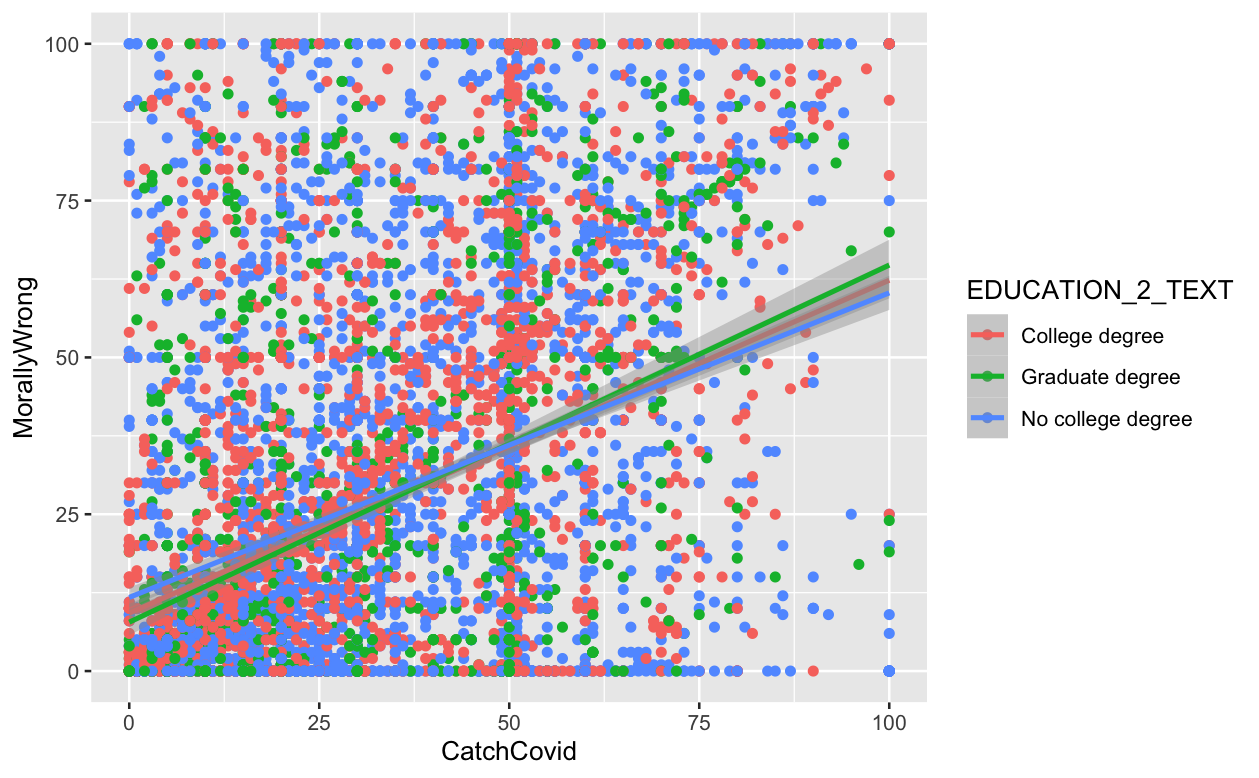 100
75
50
25
0
MorallyWrong
0
25
50
75
100
CatchCovid
EDUCATION_2_TEXT
College degree
Graduate degree
No college degree